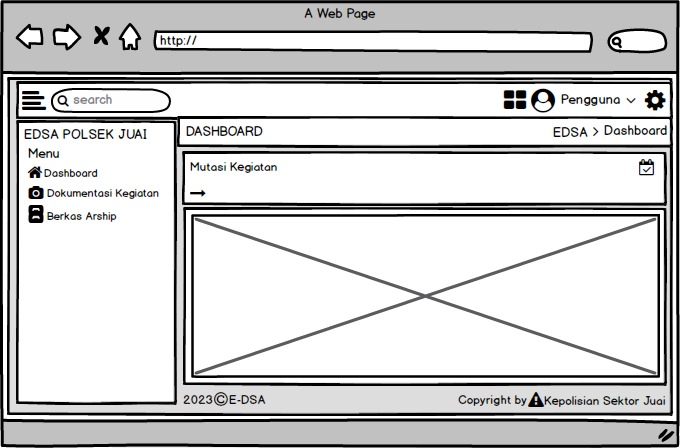 A Web Page
http://
search
Pengguna
EDSA POLSEK JUAI
Menu
Dashboard
Dokumentasi Kegiatan
Berkas Arship
DASHBOARD
EDSA > Dashboard
Mutasi Kegiatan
2023©E-DSA
Copyright by Kepolisian Sektor Juai